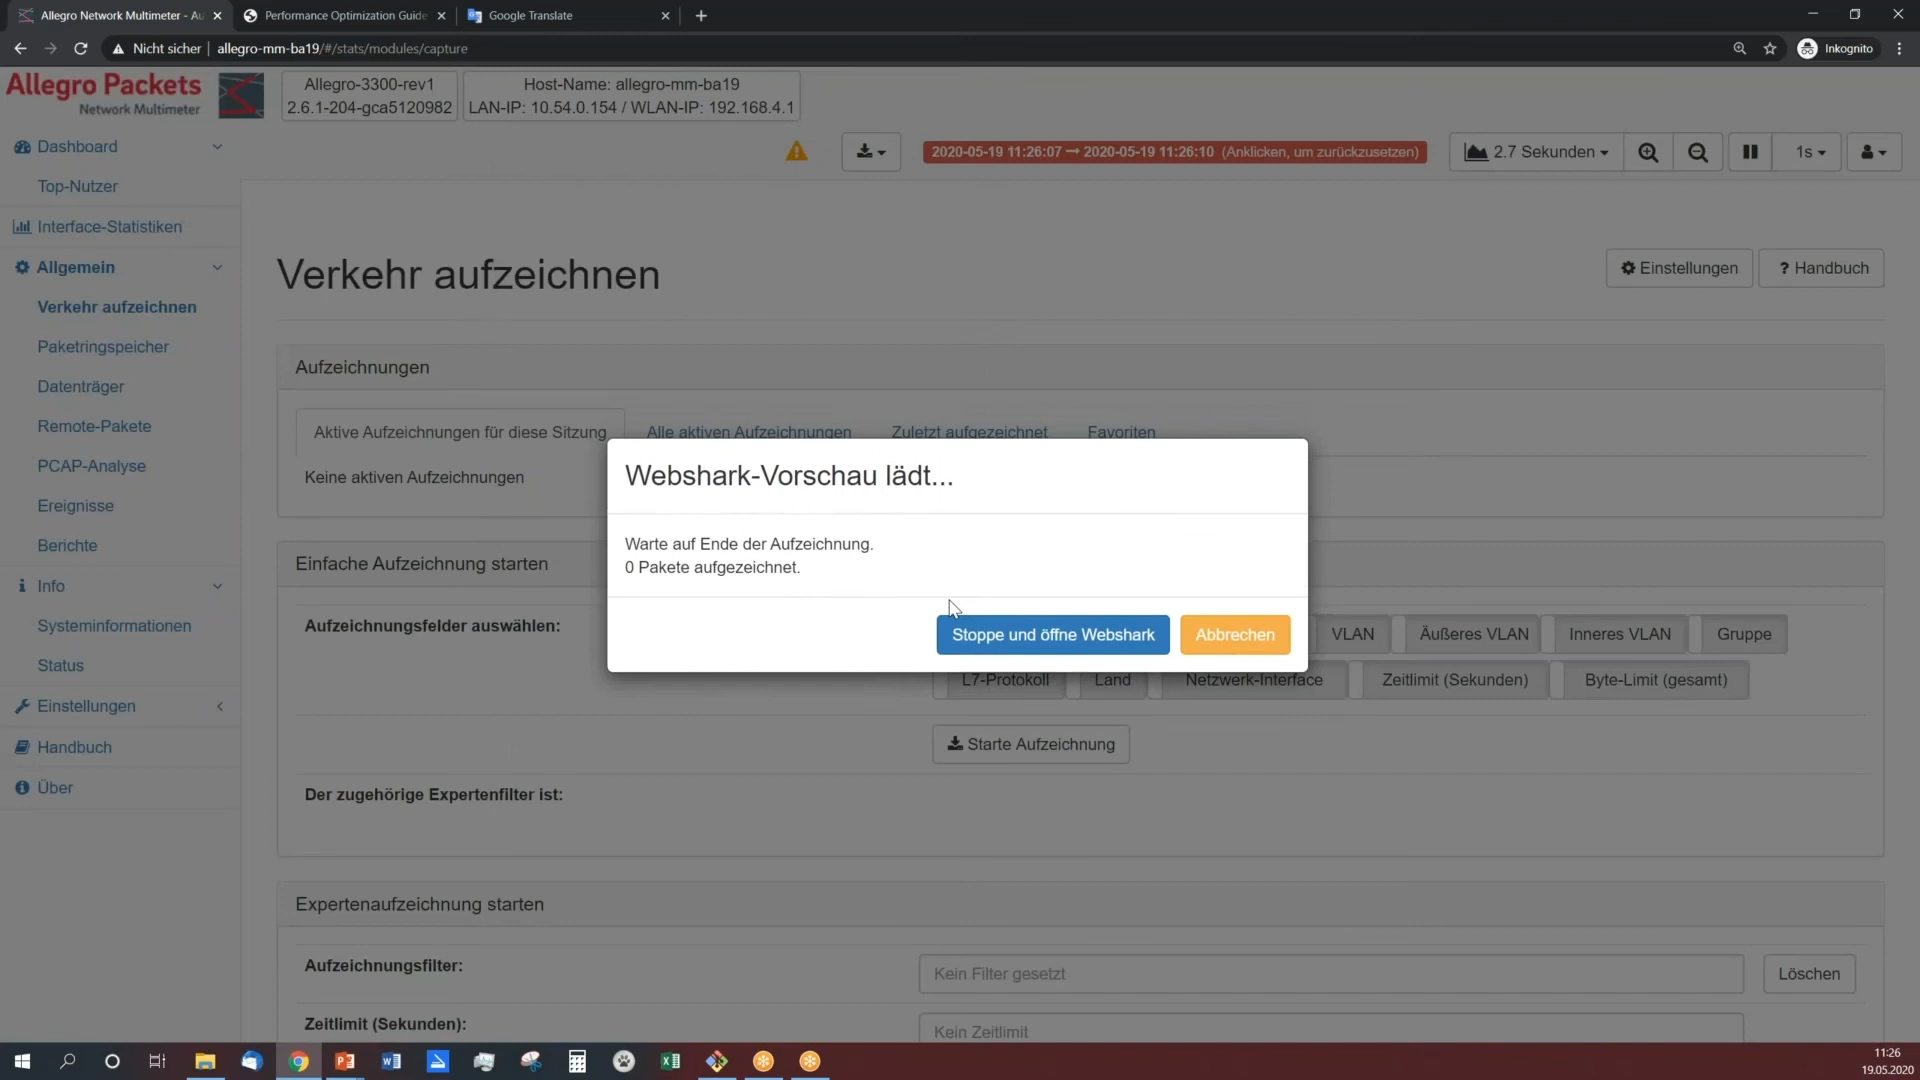 Allegro Network Multimeter - Au
Performance Optimization Guide
Google Translate
Nicht sicher | allegro-mm-ba19/#/stats/modules/capture
Inkognito
Allegro Packets
Network Multimeter
Allegro-3300-rev1
2.6.1-204-gca5120982
Host-Name: allegro-mm-ba19
LAN-IP: 10.54.0.154 / WLAN-IP: 192.168.4.1
2020-05-19 11:26:07 → 2020-05-19 11:26:10 (Anklicken, um zurückzusetzen)
2.7 Sekunden
1s
Dashboard
Top-Nutzer
Interface-Statistiken
Allgemein
Verkehr aufzeichnen
Paketringspeicher
Datenträger
Remote-Pakete
PCAP-Analyse
Ereignisse
Berichte
Info
Systeminformationen
Status
Einstellungen
Handbuch
Über
Verkehr aufzeichnen
Einstellungen
? Handbuch
Aufzeichnungen
Aktive Aufzeichnungen für diese Sitzung
Alle aktiven Aufzeichnungen
Zuletzt aufgezeichnet
Favoriten
Keine aktiven Aufzeichnungen
Webshark-Vorschau lädt...
Warte auf Ende der Aufzeichnung.
0 Pakete aufgezeichnet.
Stoppe und öffne Webshark
Abbrechen
Einfache Aufzeichnung starten
Aufzeichnungsfelder auswählen:
VLAN
Äußeres VLAN
Inneres VLAN
Gruppe
L7-Protokoll
Land
Netzwerk-Interface
Zeitlimit (Sekunden)
Byte-Limit (gesamt)
Starte Aufzeichnung
Der zugehörige Expertenfilter ist:
Expertenaufzeichnung starten
Aufzeichnungsfilter:
Kein Filter gesetzt
Löschen
Zeitlimit (Sekunden):
Kein Zeitlimit
11:26
19.05.2020